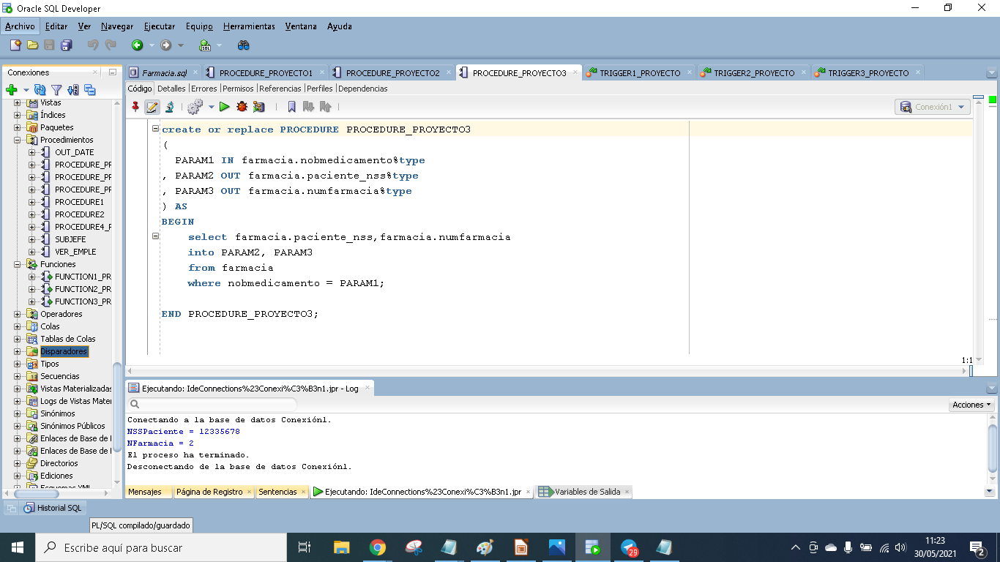 Oracle SQL Developer
Archivo Editar Ver Navegar Ejecutar Equipo Herramientas Ventana Ayuda
SQL
Conexiones
Vistas
Índices
Paquetes
Procedimientos
OUT_DATE
PROCEDURE_PR
PROCEDURE_PR
PROCEDURE_PR
PROCEDURE1
PROCEDURE2
PROCEDURE4_P
SUBJEFE
VER_EMPLE
Funciones
FUNCTION1_PR
FUNCTION2_PR
FUNCTION3_PR
Operadores
Colas
Tablas de Colas
Disparadores
Tipos
Secuencias
Vistas Materializadas
Logs de Vistas Mater
Sinónimos
Sinónimos Públicos
Enlaces de Base de
Enlaces de Base de
Directorios
Ediciones
Esquemas XML
Farmacia.sql PROCEDURE_PROYECTO1 PROCEDURE_PROYECTO2 PROCEDURE_PROYECTO3 TRIGGER1_PROYECTO TRIGGER2_PROYECTO TRIGGER3_PROYECTO
Código Detalles Errores Permisos Referencias Perfiles Dependencias
Conexión1
create or replace PROCEDURE PROCEDURE_PROYECTO3
(
PARAM1 IN farmacia.nobmedicamento%type
, PARAM2 OUT farmacia.paciente_nss%type
, PARAM3 OUT farmacia.numfarmacia%type
) AS
BEGIN
select farmacia.paciente_nss,farmacia.numfarmacia
into PARAM2, PARAM3
from farmacia
where nobmedicamento = PARAM1;
END PROCEDURE_PROYECTO3;
1:1
Ejecutando: IdeConnections%23Conexi%C3%B3n1.jpr - Log
Acciones
Conectando a la base de datos Conexión1.
NSSPaciente = 12335678
NFarmacia = 2
El proceso ha terminado.
Desconectando de la base de datos Conexión1.
Mensajes Página de Registro Sentencias Ejecutando: IdeConnections%23Conexi%C3%B3n1.jpr Variables de Salida
Historial SQL
PL/SQL compilado/guardado
Escribe aquí para buscar
29
11:23
30/05/2021
2